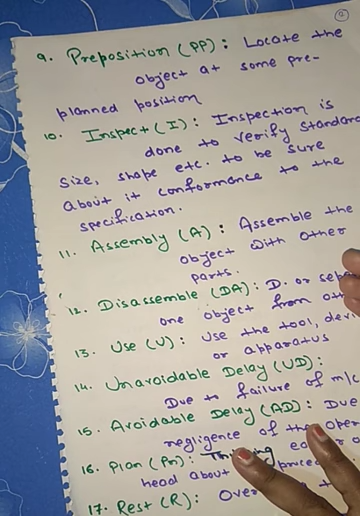 2
9. Preposition (PP): Locate the
object at some pre-
planned position
10. Inspect (I): Inspection is
done to verify standard
size, shape etc. to be sure
about it conformance to the
specification.
11. Assembly (A): Assemble the
object with other
parts.
12. Disassemble (DA): D. or
one object from
13. Use (U): Use the tool,
or apparatus
14. Unavoidable Delay (UD):
Due to failure of m/c
15. Avoidable Delay (AD): Due
negligence of the
16. Plan (Pn):
head about
17. Rest (R): Over